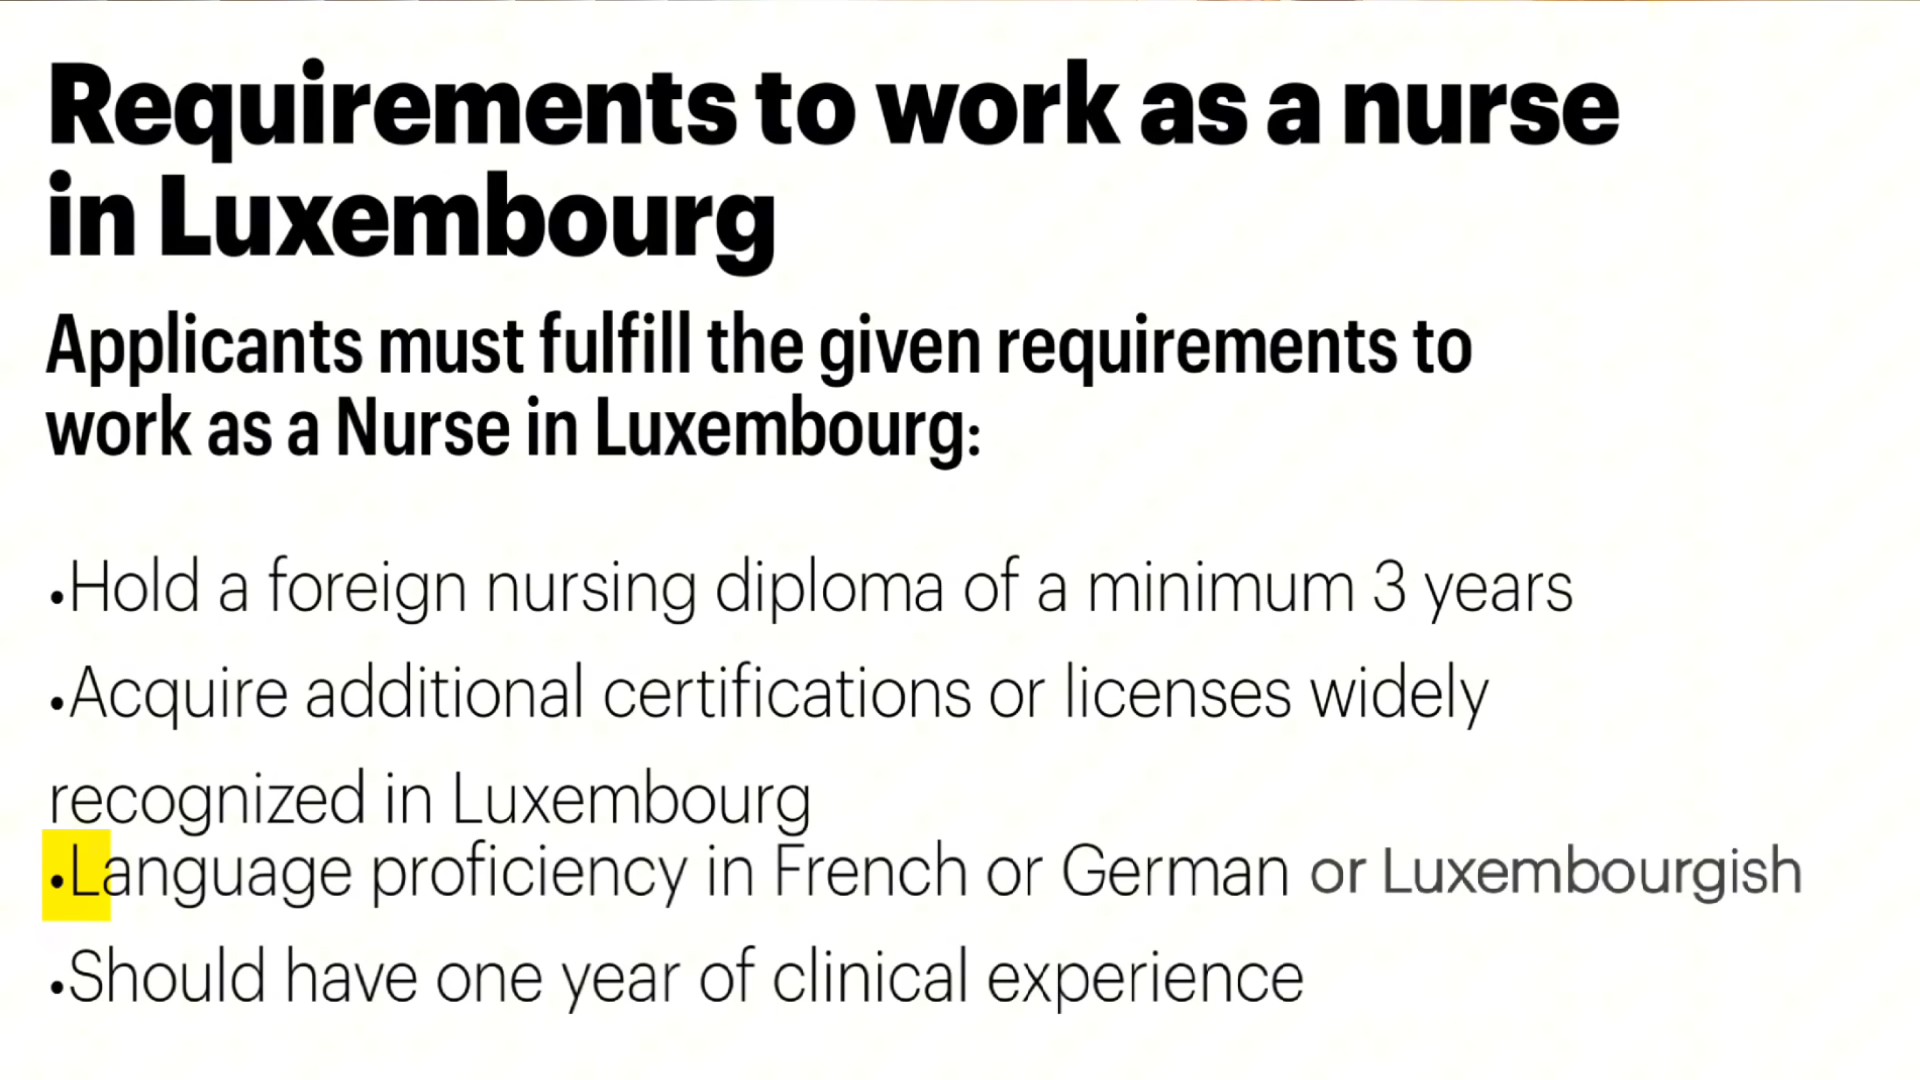 Requirements to work as a nurse
in Luxembourg
Applicants must fulfill the given requirements to
work as a Nurse in Luxembourg:
•Hold a foreign nursing diploma of a minimum 3 years
•Acquire additional certifications or licenses widely
recognized in Luxembourg
•Language proficiency in French or German or Luxembourgish
•Should have one year of clinical experience